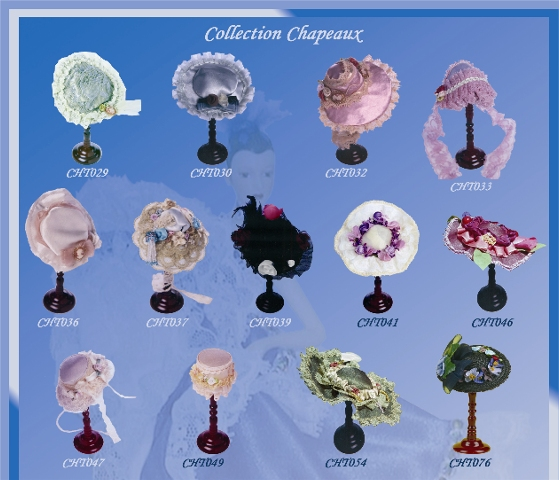 Collection Chapeaux
CHT029 CHT030 CHT032 CHT033
CHT036 CHT037 CHT039 CHT041 CHT046
CHT047 CHT049 CHT054 CHT076